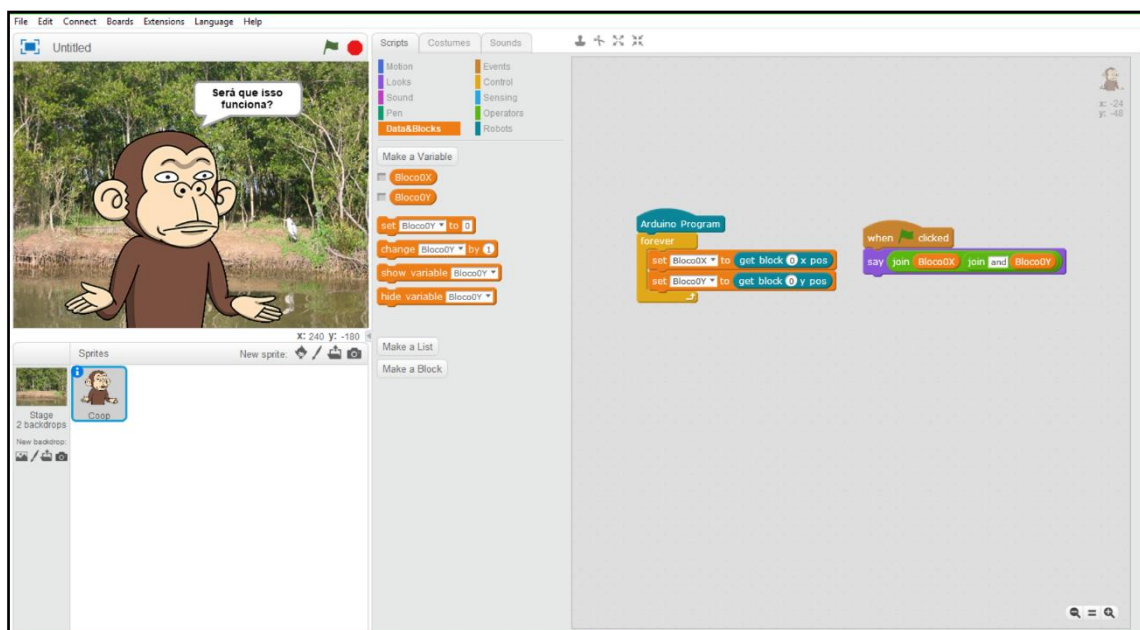 File Edit Connect Boards Extensions Language Help
Untitled
Scripts Costumes Sounds
Será que isso
funciona?
Motion Events
Looks Control
Sound Sensing
Pen Operators
Data&Blocks Robots
Make a Variable
Bloco0X
Bloco0Y
set Bloco0Y to 0
change Bloco0Y by 1
show variable Bloco0Y
hide variable Bloco0Y
Make a List
Make a Block
X: 240 y: -180
Sprites New sprite:
Stage
2 backdrops
New backdrop:
Coop
Arduino Program
forever
set Bloco0X to get block 0 x pos
set Bloco0Y to get block 0 y pos
when clicked
say join Bloco0X join and Bloco0Y
x: -24
y: -48